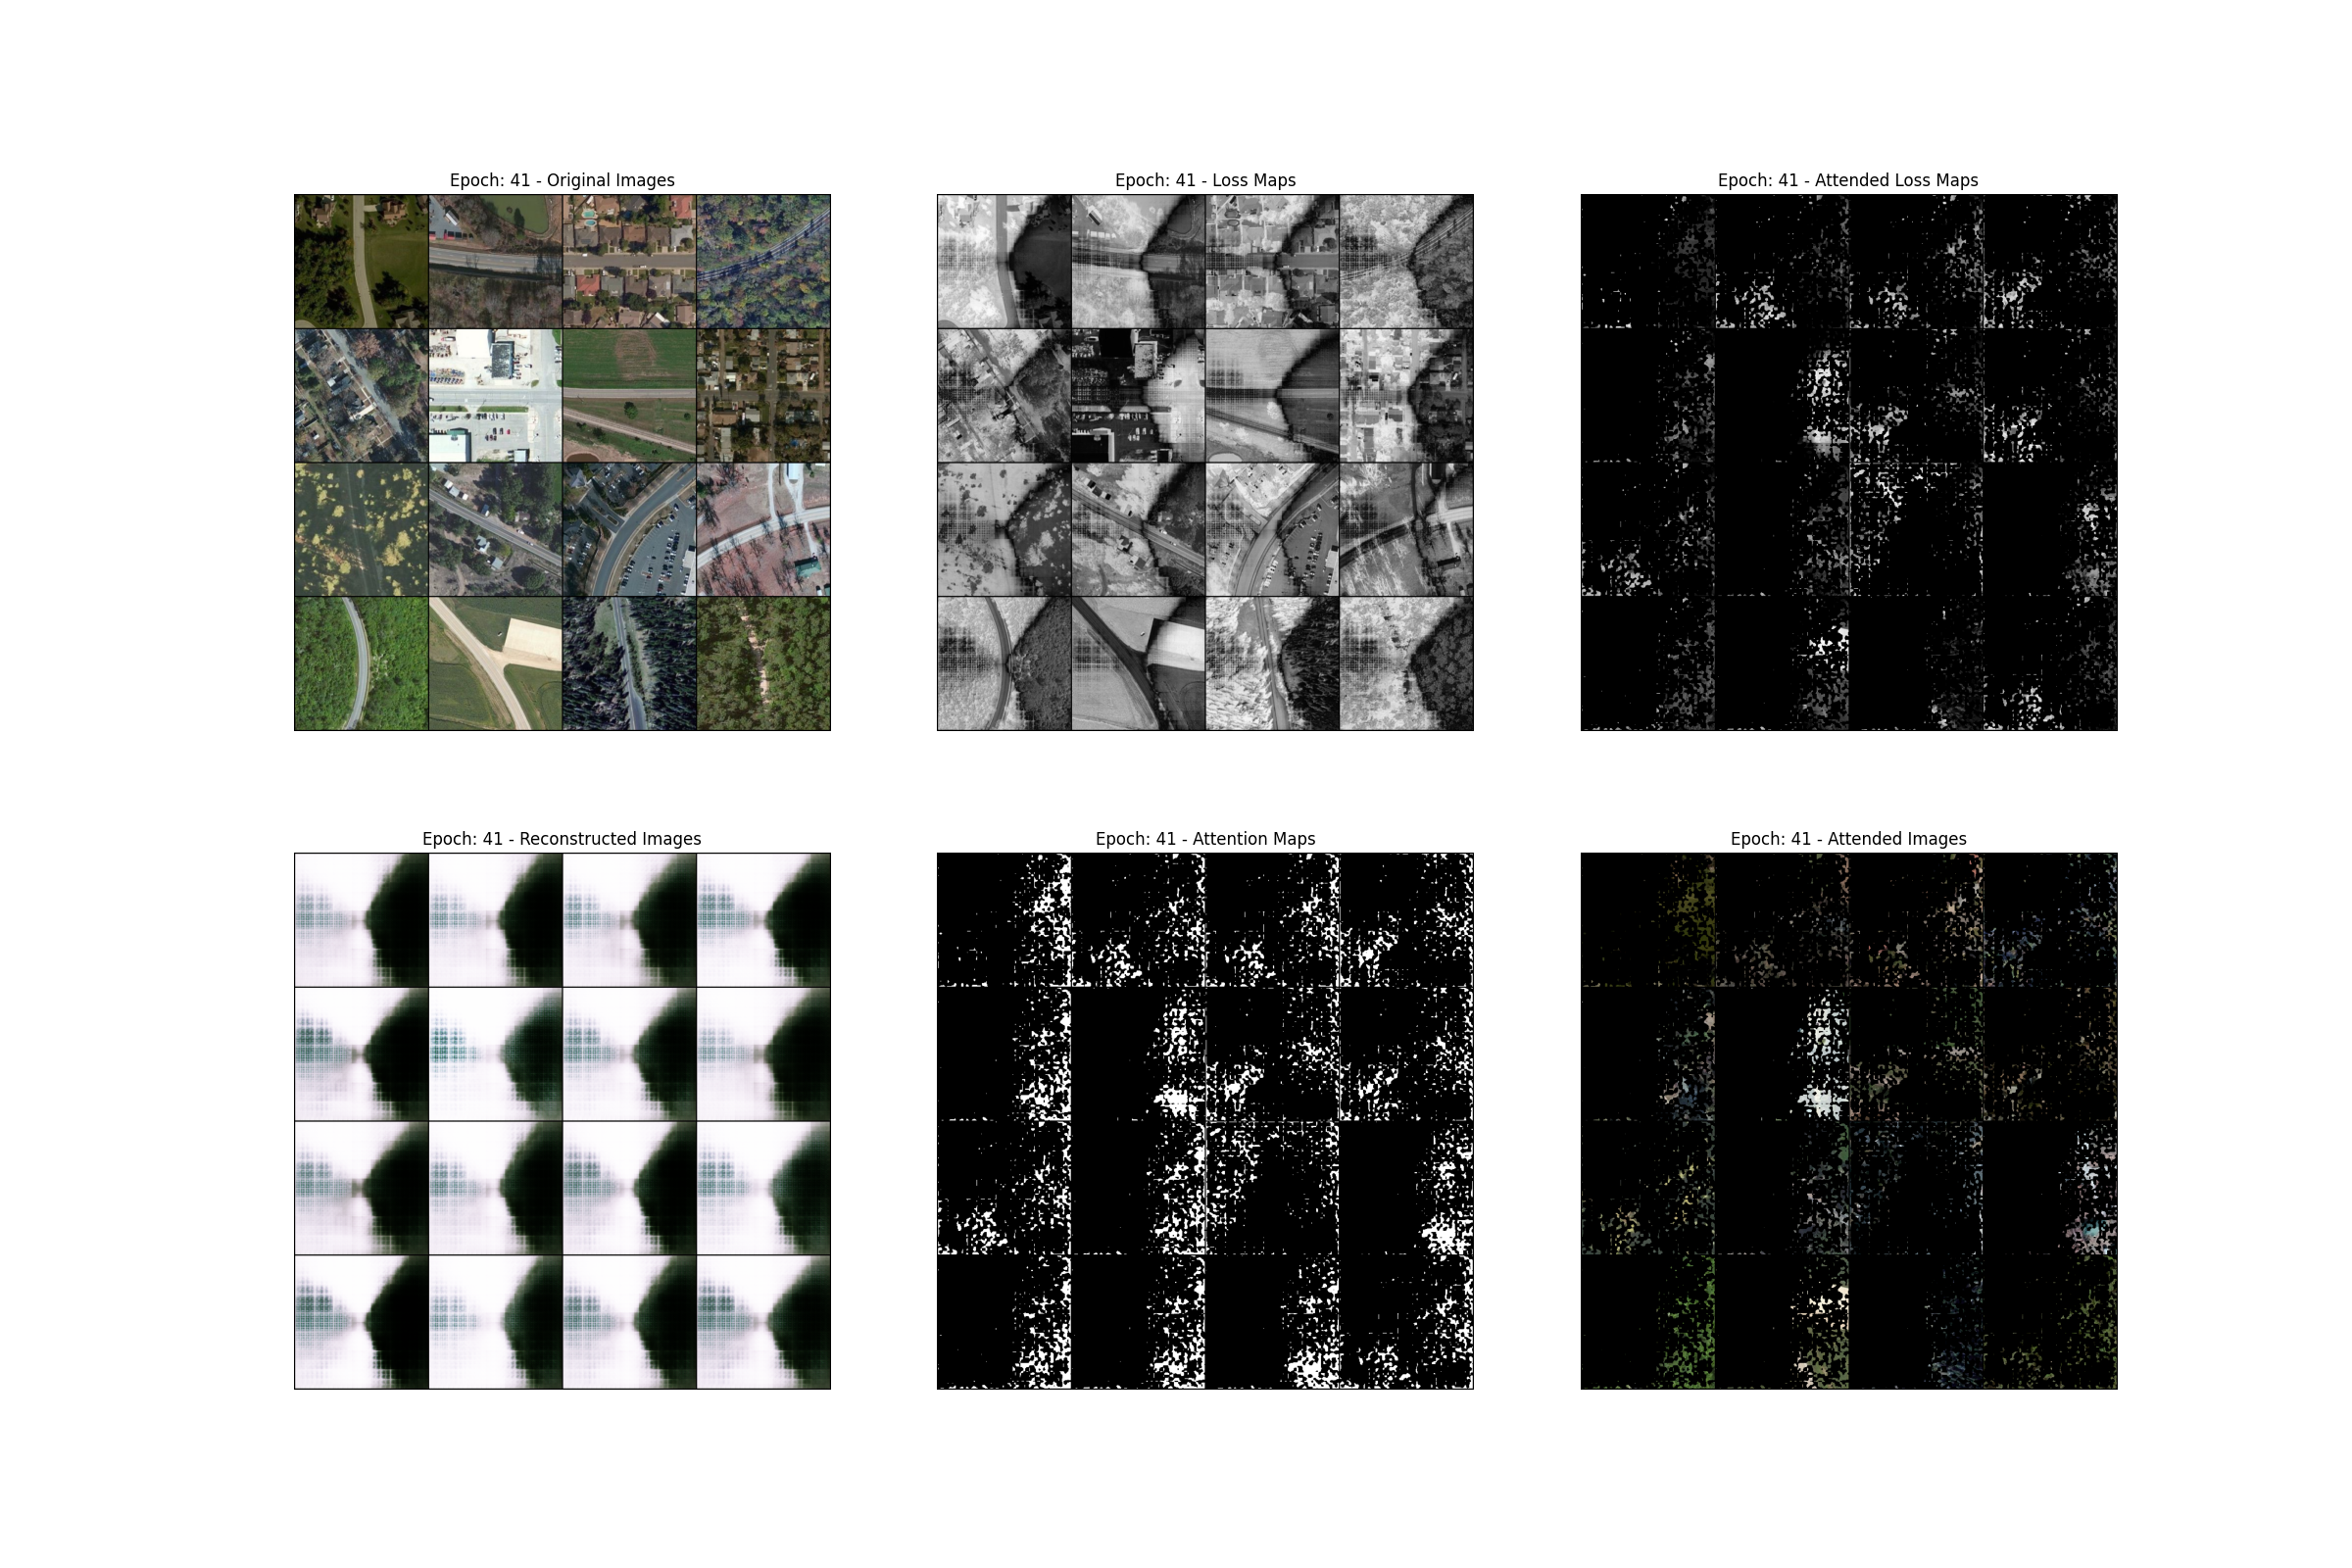 Epoch: 41 - Original Images
Epoch: 41 - Loss Maps
Epoch: 41 - Attended Loss Maps
Epoch: 41 - Reconstructed Images
Epoch: 41 - Attention Maps
Epoch: 41 - Attended Images